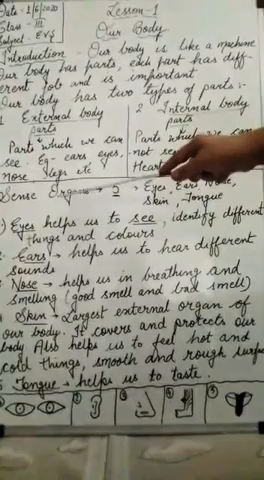 Date - 1/6/2020
Lesson-1
Class - III
Our Body
Subject - E.V.S
Introduction - Our body is like a machine
Our body has parts, each part has diff-
erent job and is important.
Our body has two types of parts :-
1 External body
parts
Part which we can
see. Eg- ears eyes,
Nose legs etc
2 Internal body
parts
Parts which we can
not see
Heart
Sense Organs → 5 → Eyes, Ears Nose,
Skin, Tongue
1) Eyes helps us to see, identify different
things and colours
2 Ears → helps us to hear different
sounds
3 Nose → helps us in breathing and
smelling (good smell and bad smell)
4 Skin → Largest external organ of
our body. It covers and protects our
body Also helps us to feel hot and
cold things, smooth and rough surface
5 Tongue → helps us to taste.